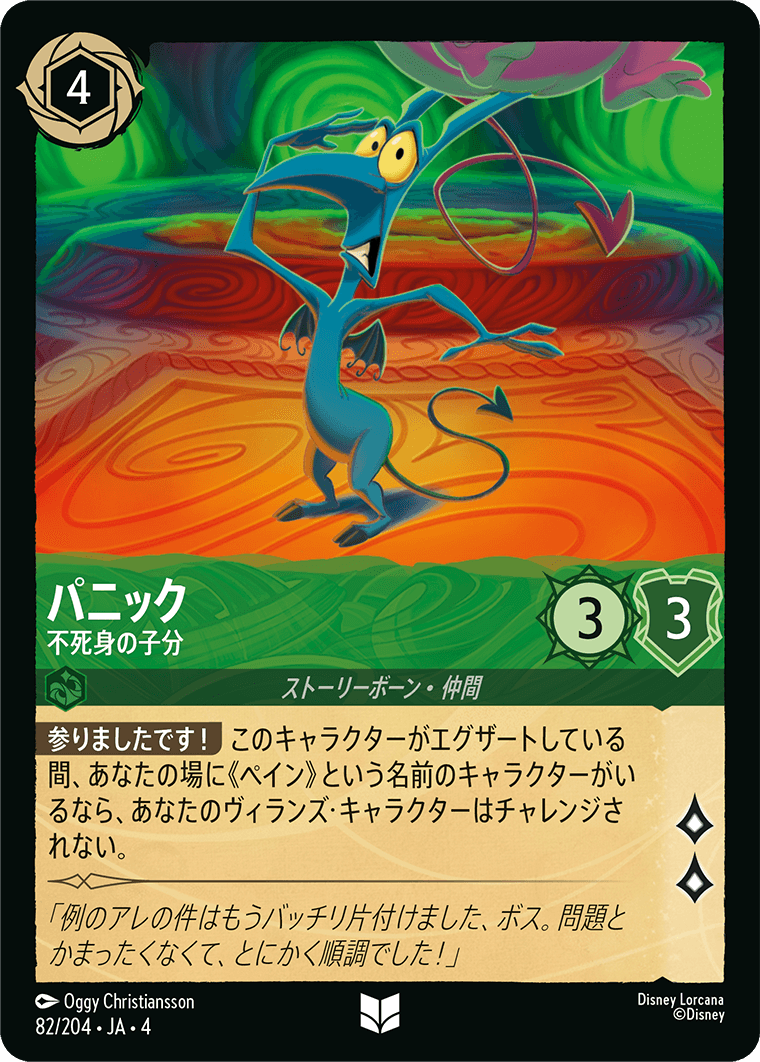 4
パニック
不死身の子分
3
3
ストーリーボーン・仲間
参りましたです! このキャラクターがエグザートしている
間、あなたの場に《ペイン》という名前のキャラクターがい
るなら、あなたのヴィランズ・キャラクターはチャレンジさ
れない。
「例のアレの件はもうバッチリ片付けました、ボス。問題と
かまったくなくて、とにかく順調でした!」
Oggy Christiansson
82/204・JA・4
Disney Lorcana
©Disney